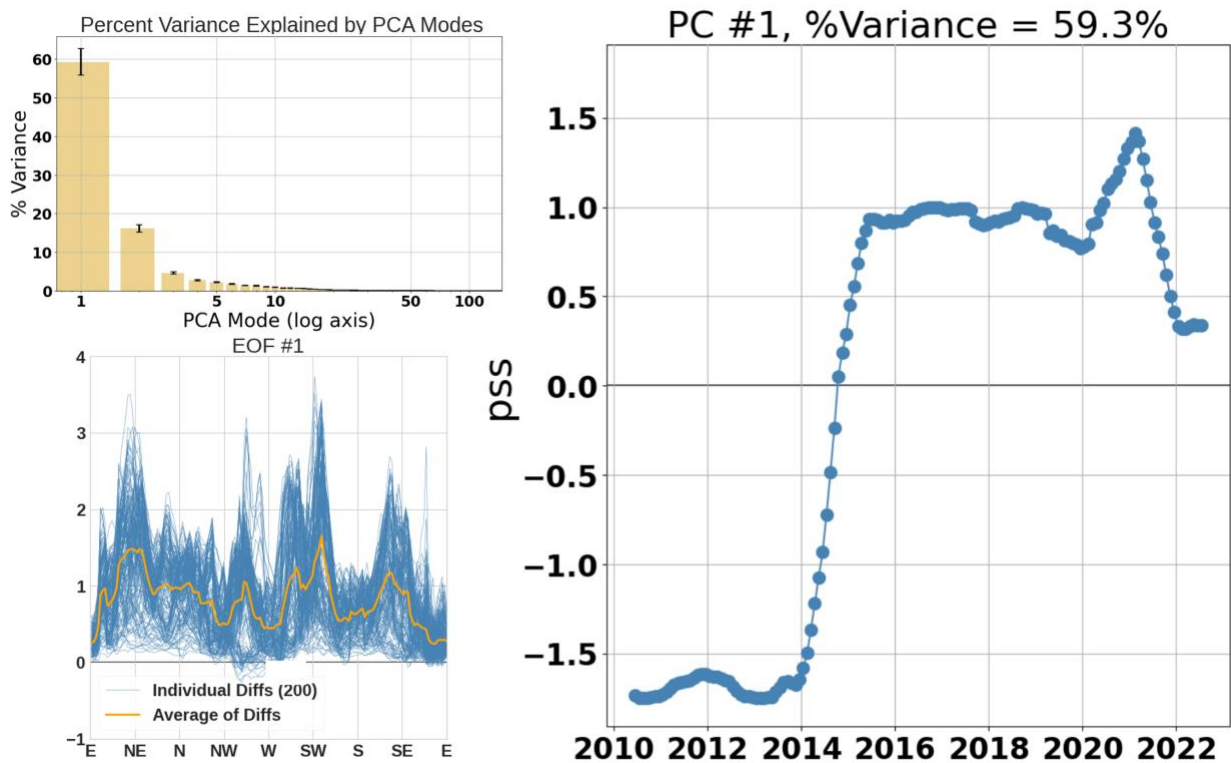 Percent Variance Explained by PCA Modes
% Variance
60
50
40
30
20
10
0
1 5 10 50 100
PCA Mode (log axis)
EOF #1
4
3
2
1
0
−1
Individual Diffs (200)
Average of Diffs
E NE N NW W SW S SE E
PC #1, %Variance = 59.3%
pss
1.5
1.0
0.5
0.0
−0.5
−1.0
−1.5
2010 2012 2014 2016 2018 2020 2022